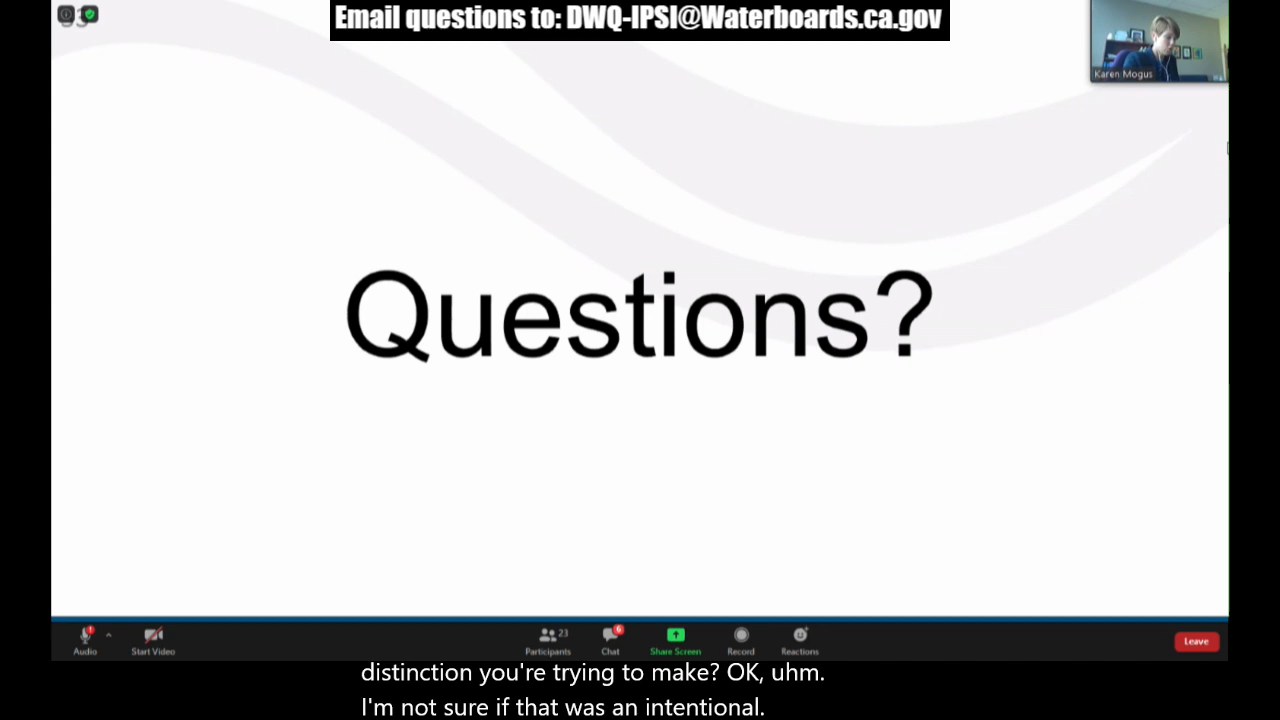 Email questions to: DWQ-IPSI@Waterboards.ca.gov
Karen Mogus
Questions?
Audio
Start Video
Participants
23
Chat
6
Share Screen
Record
Reactions
Leave
distinction you're trying to make? OK, uhm.
I'm not sure if that was an intentional.